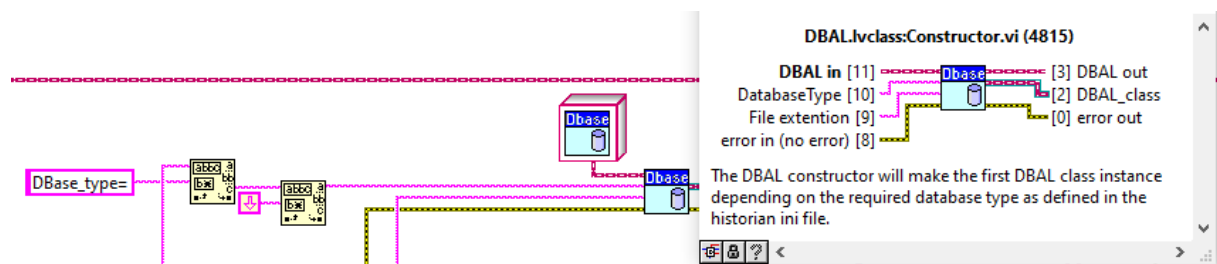 DBAL.lvclass:Constructor.vi (4815)
DBAL in [11]
Dbase
[3] DBAL out
DatabaseType [10]
[2] DBAL_class
File extention [9]
[0] error out
error in (no error) [8]
The DBAL constructor will make the first DBAL class instance
depending on the required database type as defined in the
historian ini file.
Dbase
DBase_type=
Dbase
?